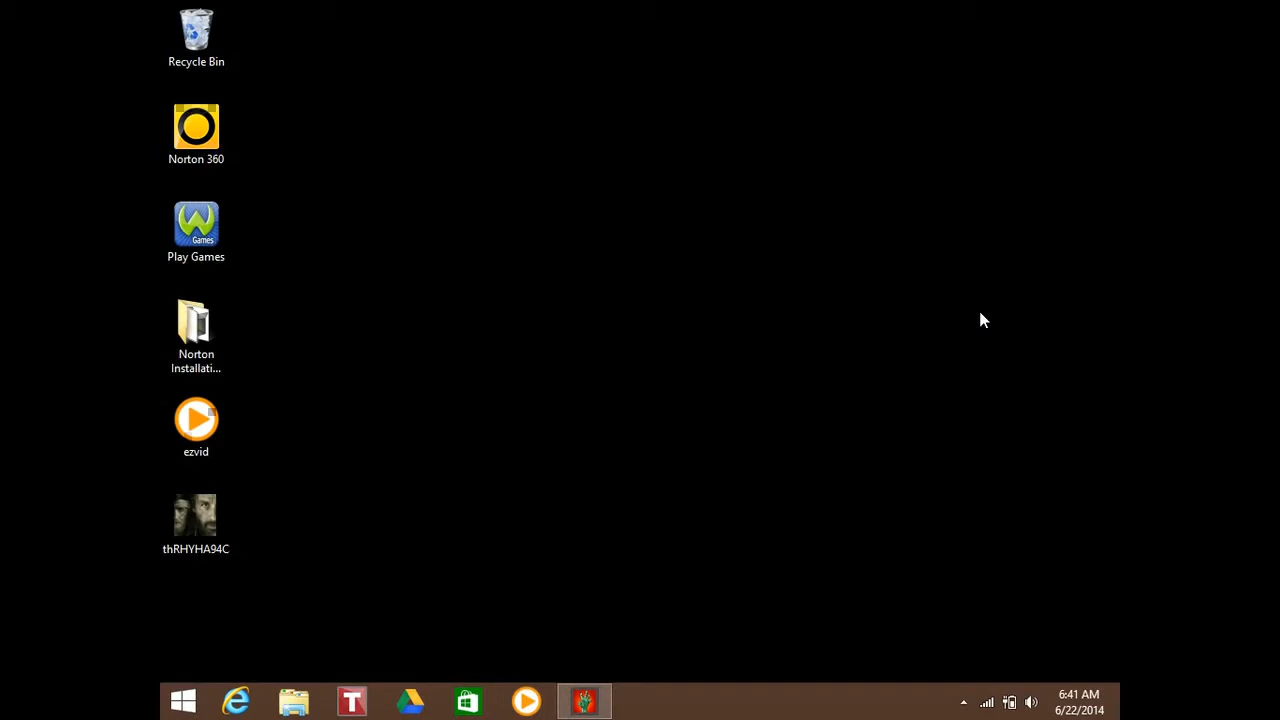 Recycle Bin
Norton 360
Games
Play Games
Norton
Installati...
ezvid
thRHYHA94C
T
6:41 AM
6/22/2014